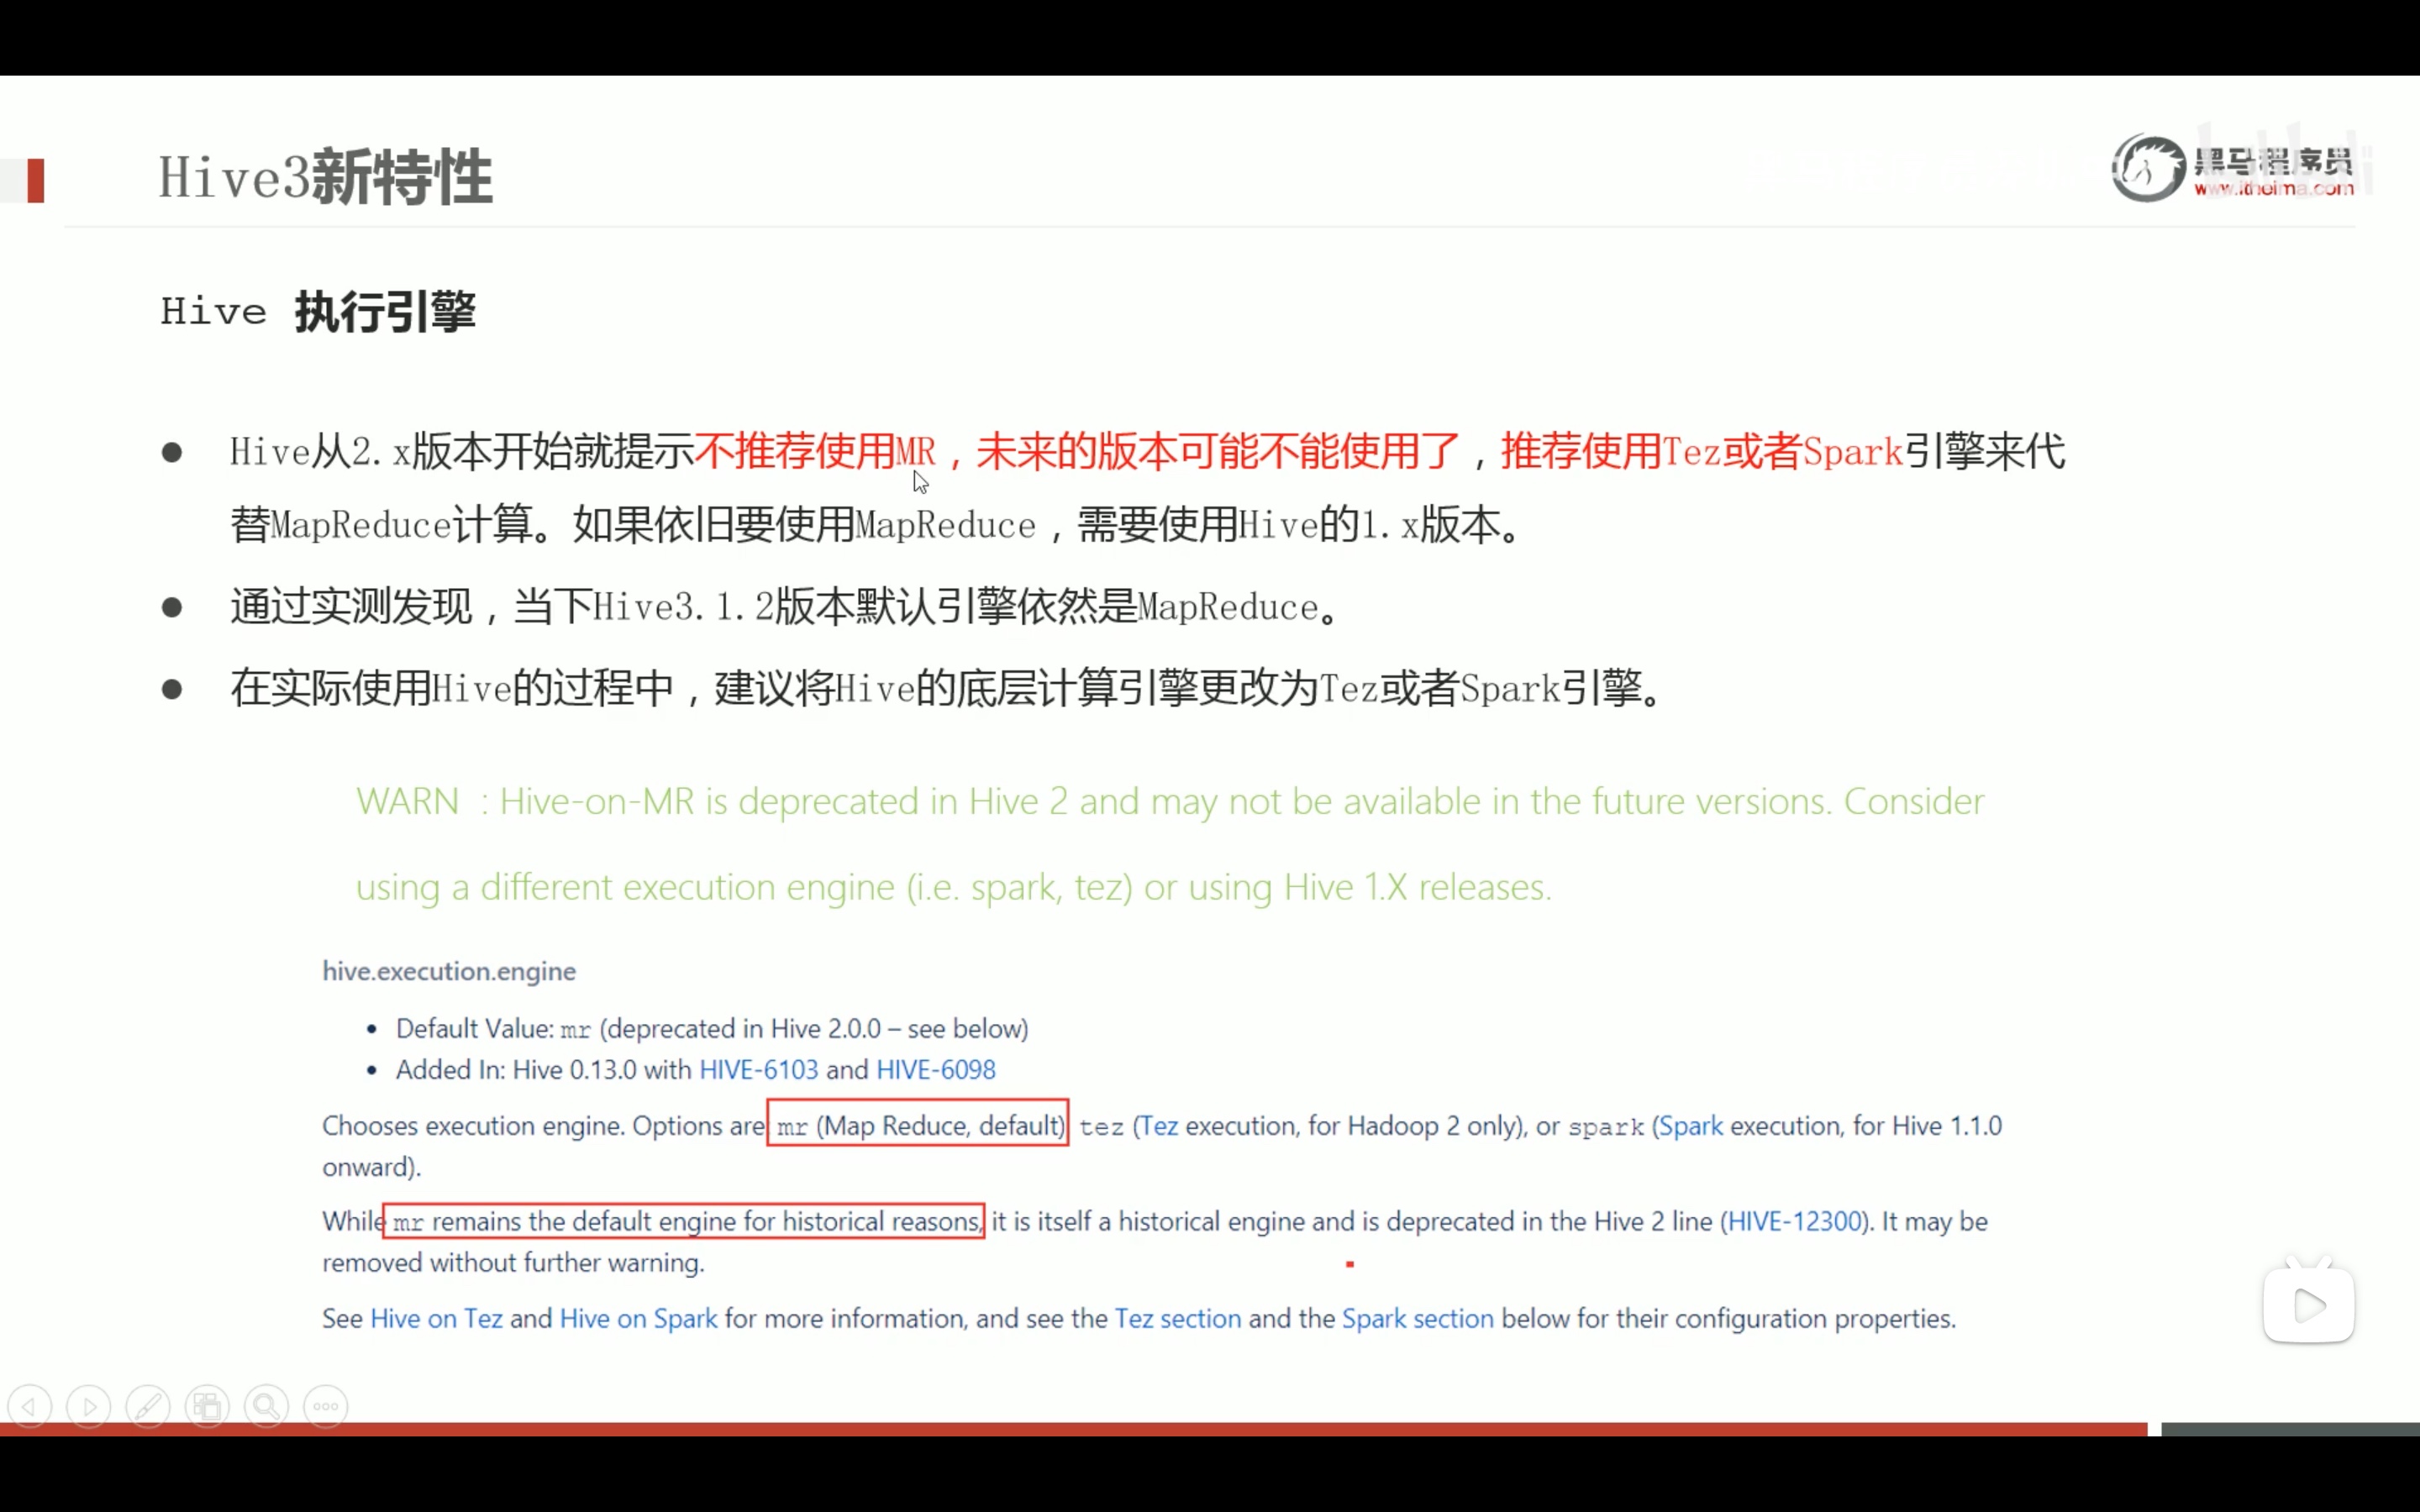 Hive3新特性
黑马程序员
www.itheima.com
Hive 执行引擎
● Hive从2.x版本开始就提示不推荐使用MR，未来的版本可能不能使用了，推荐使用Tez或者Spark引擎来代
替MapReduce计算。如果依旧要使用MapReduce，需要使用Hive的1.x版本。
● 通过实测发现，当下Hive3.1.2版本默认引擎依然是MapReduce。
● 在实际使用Hive的过程中，建议将Hive的底层计算引擎更改为Tez或者Spark引擎。
WARN : Hive-on-MR is deprecated in Hive 2 and may not be available in the future versions. Consider
using a different execution engine (i.e. spark, tez) or using Hive 1.X releases.
hive.execution.engine
• Default Value: mr (deprecated in Hive 2.0.0 – see below)
• Added In: Hive 0.13.0 with HIVE-6103 and HIVE-6098
Chooses execution engine. Options are mr (Map Reduce, default) tez (Tez execution, for Hadoop 2 only), or spark (Spark execution, for Hive 1.1.0
onward).
While mr remains the default engine for historical reasons, it is itself a historical engine and is deprecated in the Hive 2 line (HIVE-12300). It may be
removed without further warning.
See Hive on Tez and Hive on Spark for more information, and see the Tez section and the Spark section below for their configuration properties.